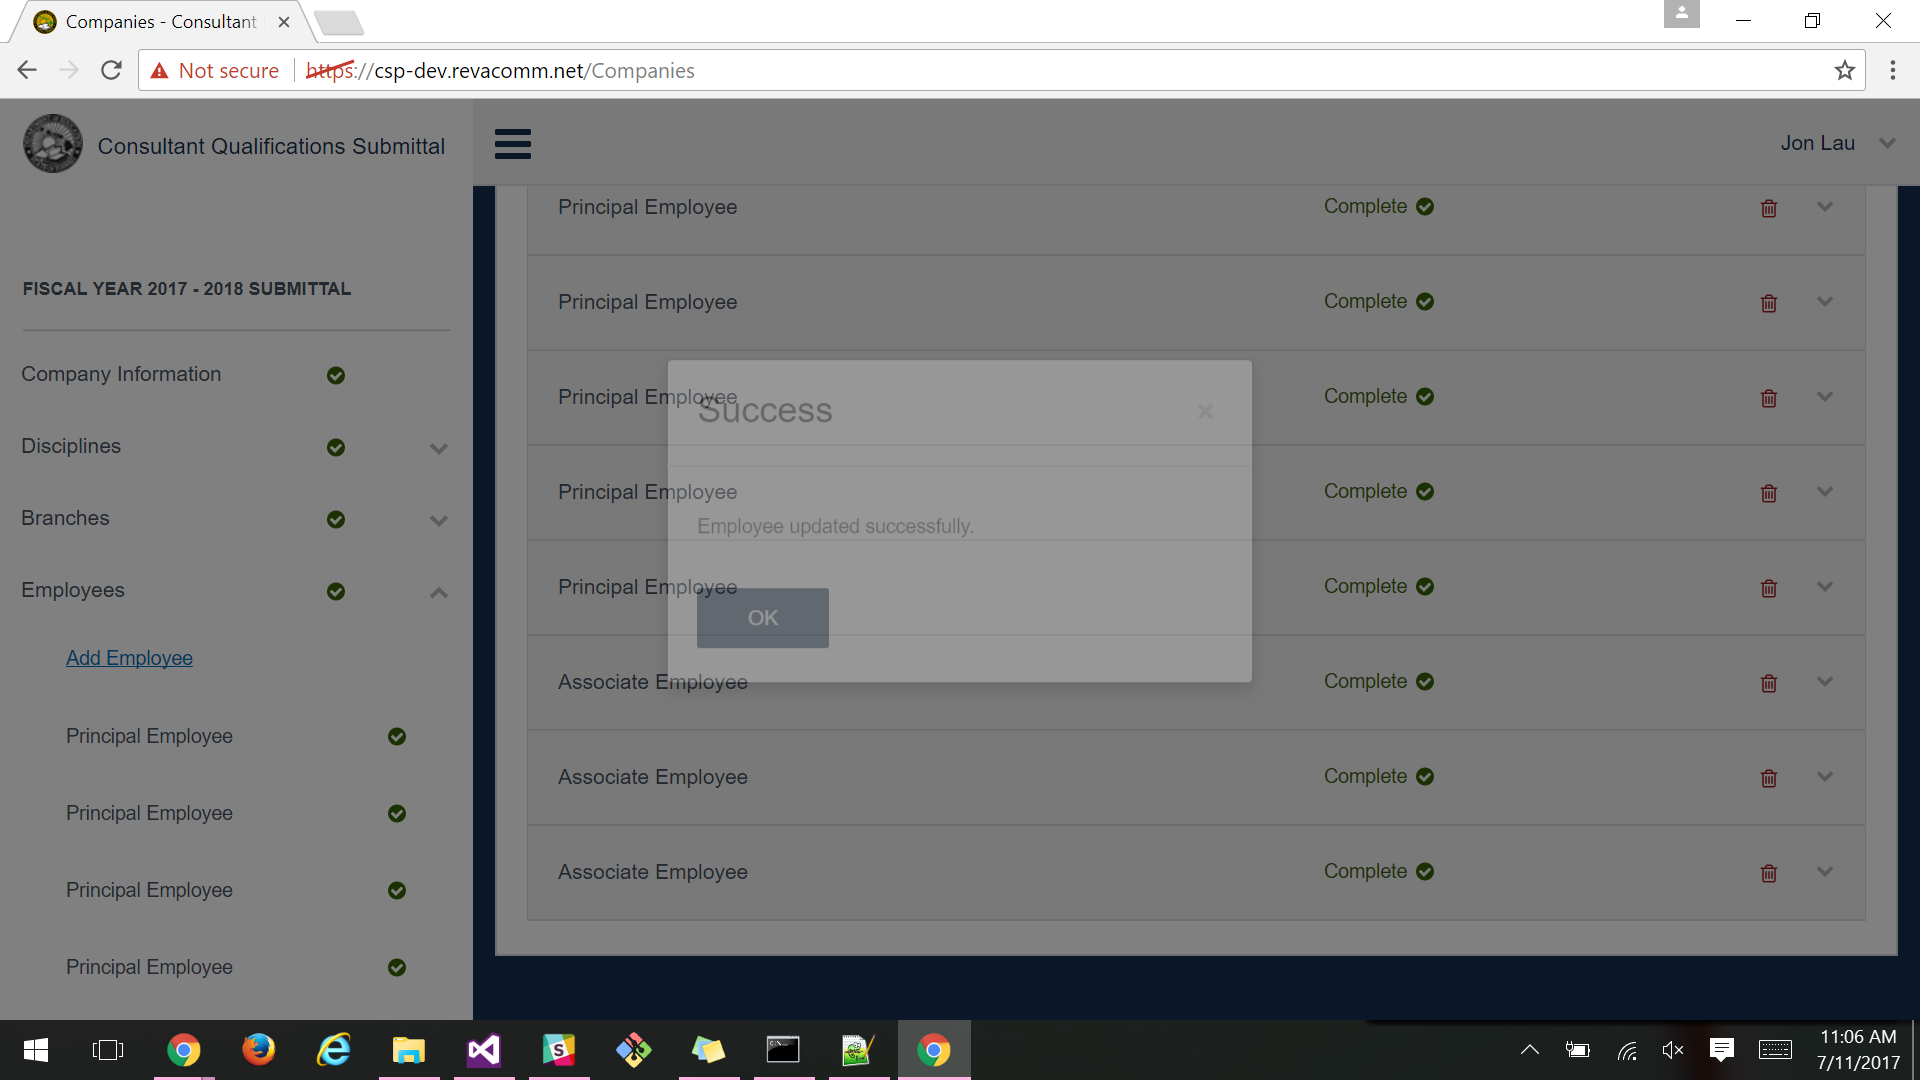 Companies - Consultant
Not secure
https://csp-dev.revacomm.net/Companies
Consultant Qualifications Submittal
Jon Lau
FISCAL YEAR 2017 - 2018 SUBMITTAL
Company Information
Disciplines
Branches
Employees
Add Employee
Principal Employee
Principal Employee
Principal Employee
Principal Employee
Principal Employee Complete
Principal Employee Complete
Principal Employee Complete
Principal Employee Complete
Principal Employee Complete
Associate Employee Complete
Associate Employee Complete
Associate Employee Complete
Success ×
Employee updated successfully.
OK
11:06 AM
7/11/2017